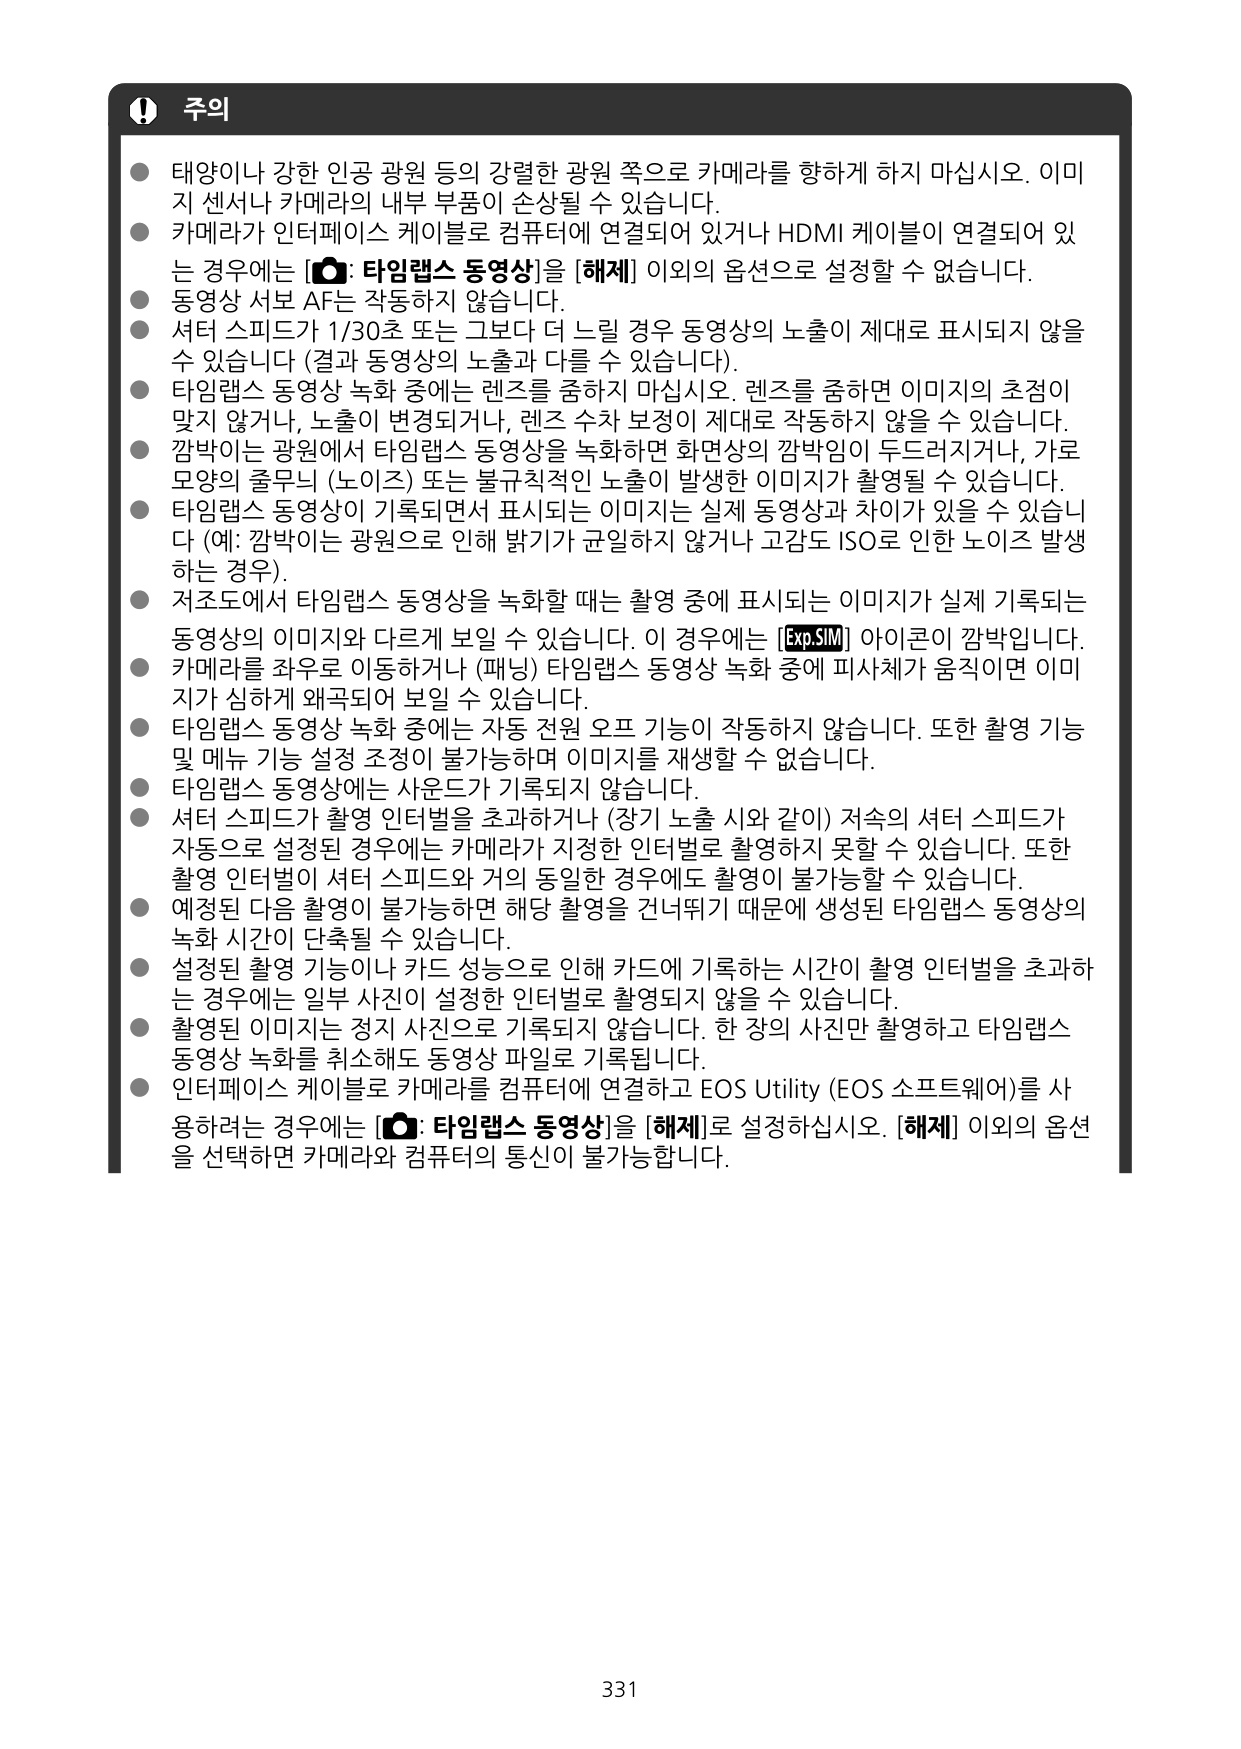 주의
● 태양이나 강한 인공 광원 등의 강렬한 광원 쪽으로 카메라를 향하게 하지 마십시오. 이미
지 센서나 카메라의 내부 부품이 손상될 수 있습니다.
● 카메라가 인터페이스 케이블로 컴퓨터에 연결되어 있거나 HDMI 케이블이 연결되어 있
는 경우에는 [: 타임랩스 동영상]을 [해제] 이외의 옵션으로 설정할 수 없습니다.
● 동영상 서보 AF는 작동하지 않습니다.
● 셔터 스피드가 1/30초 또는 그보다 더 느릴 경우 동영상의 노출이 제대로 표시되지 않을
수 있습니다 (결과 동영상의 노출과 다를 수 있습니다).
● 타임랩스 동영상 녹화 중에는 렌즈를 줌하지 마십시오. 렌즈를 줌하면 이미지의 초점이
맞지 않거나, 노출이 변경되거나, 렌즈 수차 보정이 제대로 작동하지 않을 수 있습니다.
● 깜박이는 광원에서 타임랩스 동영상을 녹화하면 화면상의 깜박임이 두드러지거나, 가로
모양의 줄무늬 (노이즈) 또는 불규칙적인 노출이 발생한 이미지가 촬영될 수 있습니다.
● 타임랩스 동영상이 기록되면서 표시되는 이미지는 실제 동영상과 차이가 있을 수 있습니
다 (예: 깜박이는 광원으로 인해 밝기가 균일하지 않거나 고감도 ISO로 인한 노이즈 발생
하는 경우).
● 저조도에서 타임랩스 동영상을 녹화할 때는 촬영 중에 표시되는 이미지가 실제 기록되는
동영상의 이미지와 다르게 보일 수 있습니다. 이 경우에는 [Exp.SIM] 아이콘이 깜박입니다.
● 카메라를 좌우로 이동하거나 (패닝) 타임랩스 동영상 녹화 중에 피사체가 움직이면 이미
지가 심하게 왜곡되어 보일 수 있습니다.
● 타임랩스 동영상 녹화 중에는 자동 전원 오프 기능이 작동하지 않습니다. 또한 촬영 기능
및 메뉴 기능 설정 조정이 불가능하며 이미지를 재생할 수 없습니다.
● 타임랩스 동영상에는 사운드가 기록되지 않습니다.
● 셔터 스피드가 촬영 인터벌을 초과하거나 (장기 노출 시와 같이) 저속의 셔터 스피드가
자동으로 설정된 경우에는 카메라가 지정한 인터벌로 촬영하지 못할 수 있습니다. 또한
촬영 인터벌이 셔터 스피드와 거의 동일한 경우에도 촬영이 불가능할 수 있습니다.
● 예정된 다음 촬영이 불가능하면 해당 촬영을 건너뛰기 때문에 생성된 타임랩스 동영상의
녹화 시간이 단축될 수 있습니다.
● 설정된 촬영 기능이나 카드 성능으로 인해 카드에 기록하는 시간이 촬영 인터벌을 초과하
는 경우에는 일부 사진이 설정한 인터벌로 촬영되지 않을 수 있습니다.
● 촬영된 이미지는 정지 사진으로 기록되지 않습니다. 한 장의 사진만 촬영하고 타임랩스
동영상 녹화를 취소해도 동영상 파일로 기록됩니다.
● 인터페이스 케이블로 카메라를 컴퓨터에 연결하고 EOS Utility (EOS 소프트웨어)를 사
용하려는 경우에는 [: 타임랩스 동영상]을 [해제]로 설정하십시오. [해제] 이외의 옵션
을 선택하면 카메라와 컴퓨터의 통신이 불가능합니다.
331